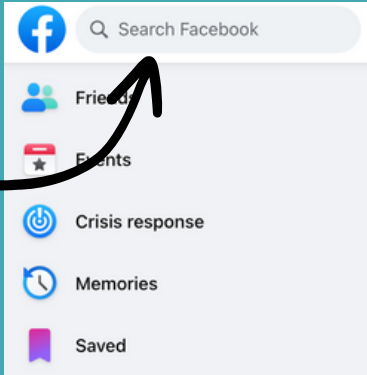 Search Facebook
Friends
Events
Crisis response
Memories
Saved